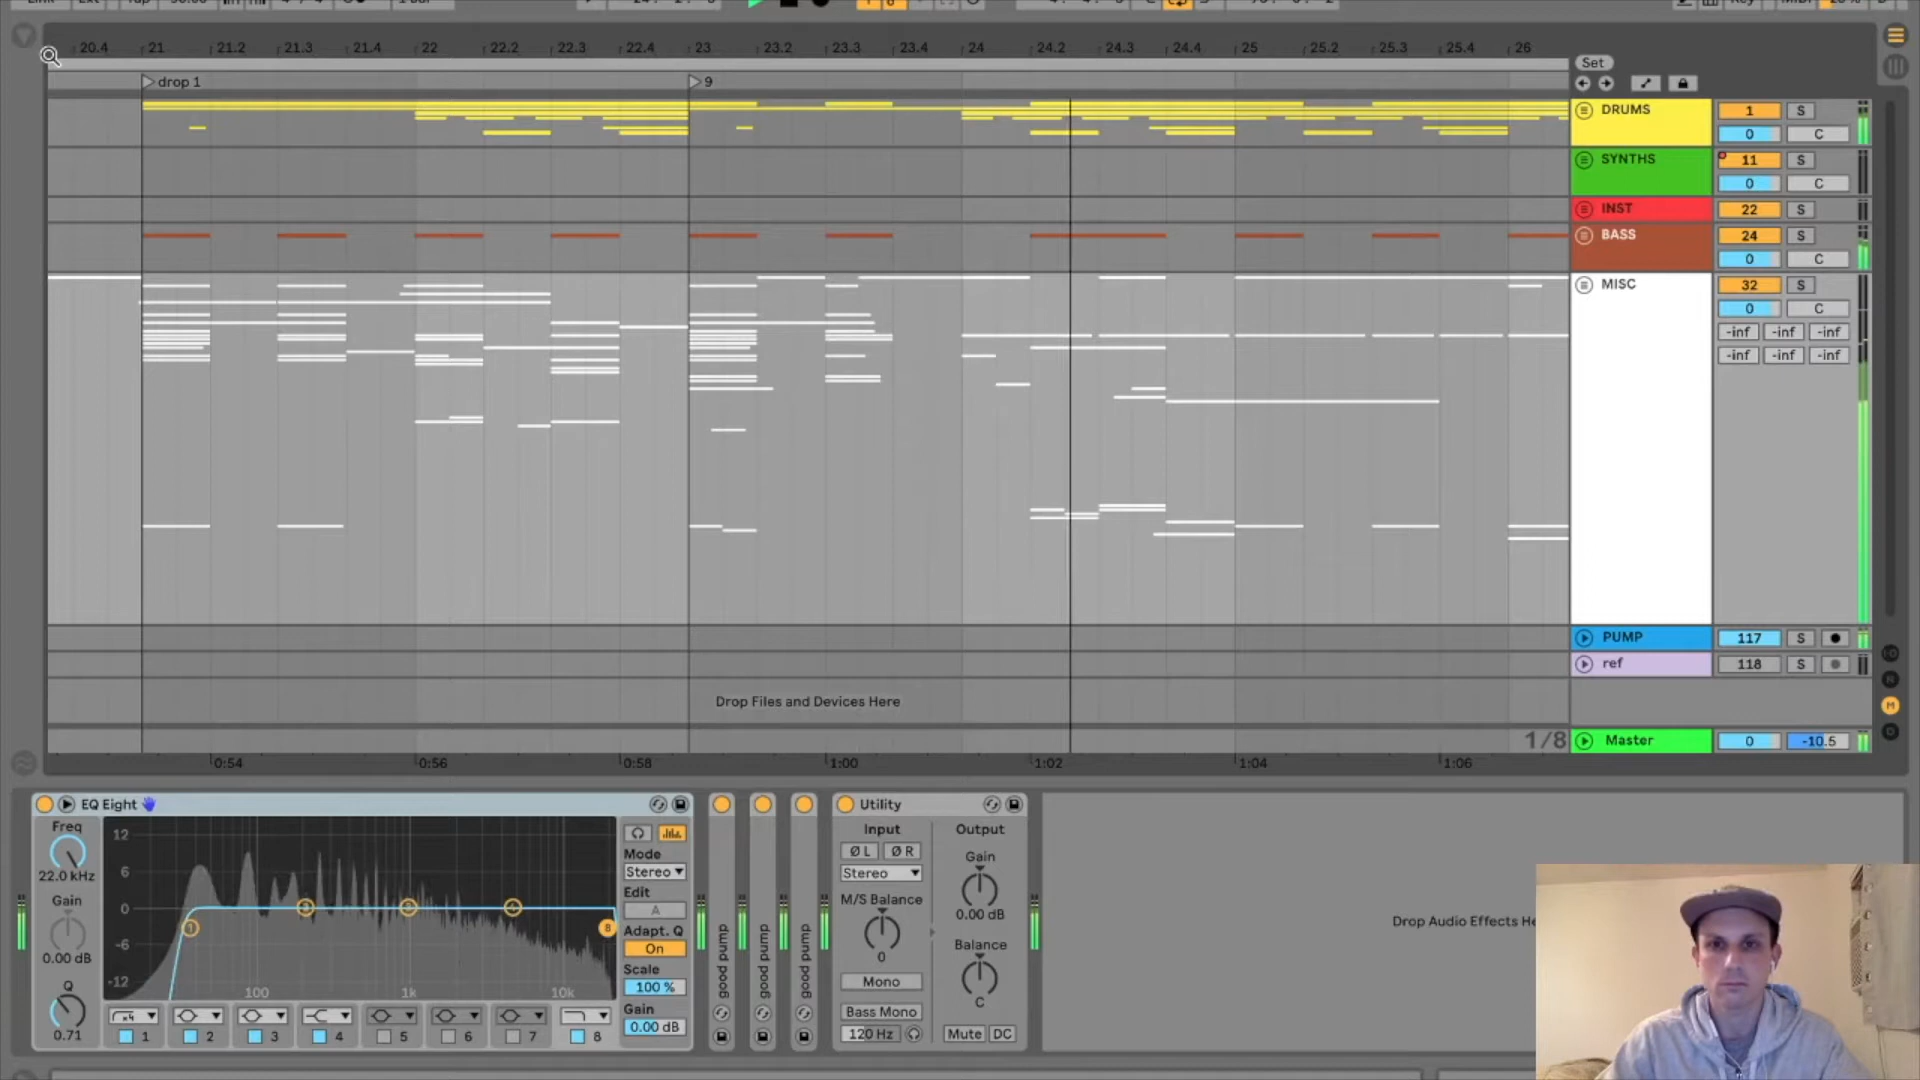 20.4 21 21.2 21.3 21.4 22 22.2 22.3 22.4 23 23.2 23.3 23.4 24 24.2 24.3 24.4 25 25.2 25.3 25.4 26
Set
drop 1 9
DRUMS 1 S
0 C
SYNTHS 11 S
0 C
INST 22 S
BASS 24 S
0 C
MISC 32 S
0 C
-inf -inf -inf
-inf -inf -inf
PUMP 117 S
ref 118 S
Drop Files and Devices Here
1/8 Master 0 -10.5
0:54 0:56 0:58 1:00 1:02 1:04 1:06
EQ Eight
Freq
22.0 kHz
Gain
0.00 dB
Q
0.71
12
6
0
-6
-12
100 1k 10k
1 2 3 4 5 6 7 8
Mode
Stereo
Edit
A
Adapt. Q
On
Scale
100 %
Gain
0.00 dB
good pump
good pump
good pump
Utility
Input Output
Ø L Ø R
Stereo
Gain
0.00 dB
M/S Balance
0
Balance
C
Mono
Bass Mono
120 Hz
Mute DC
Drop Audio Effects He